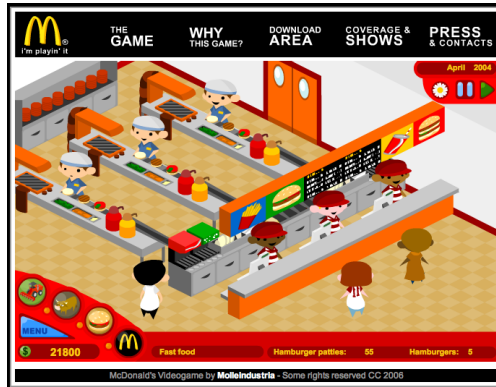 i'm playin' it
THE GAME
WHY THIS GAME?
DOWNLOAD AREA
COVERAGE & SHOWS
PRESS & CONTACTS
April 2004
MENU
$ 21800
Fast food
Hamburger patties: 55
Hamburgers: 5
McDonald's Videogame by Molleindustria - Some rights reserved CC 2006